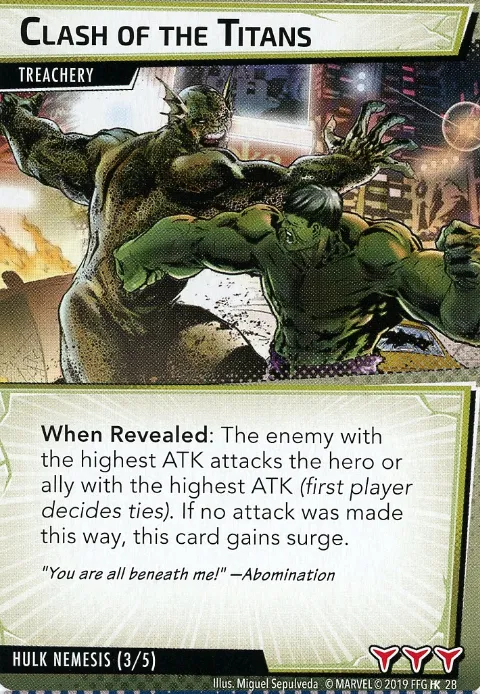 CLASH OF THE TITANS
TREACHERY
When Revealed: The enemy with
the highest ATK attacks the hero or
ally with the highest ATK (first player
decides ties). If no attack was made
this way, this card gains surge.
"You are all beneath me!" —Abomination
HULK NEMESIS (3/5)
Illus. Miguel Sepulveda © MARVEL © 2019 FFG HK 28